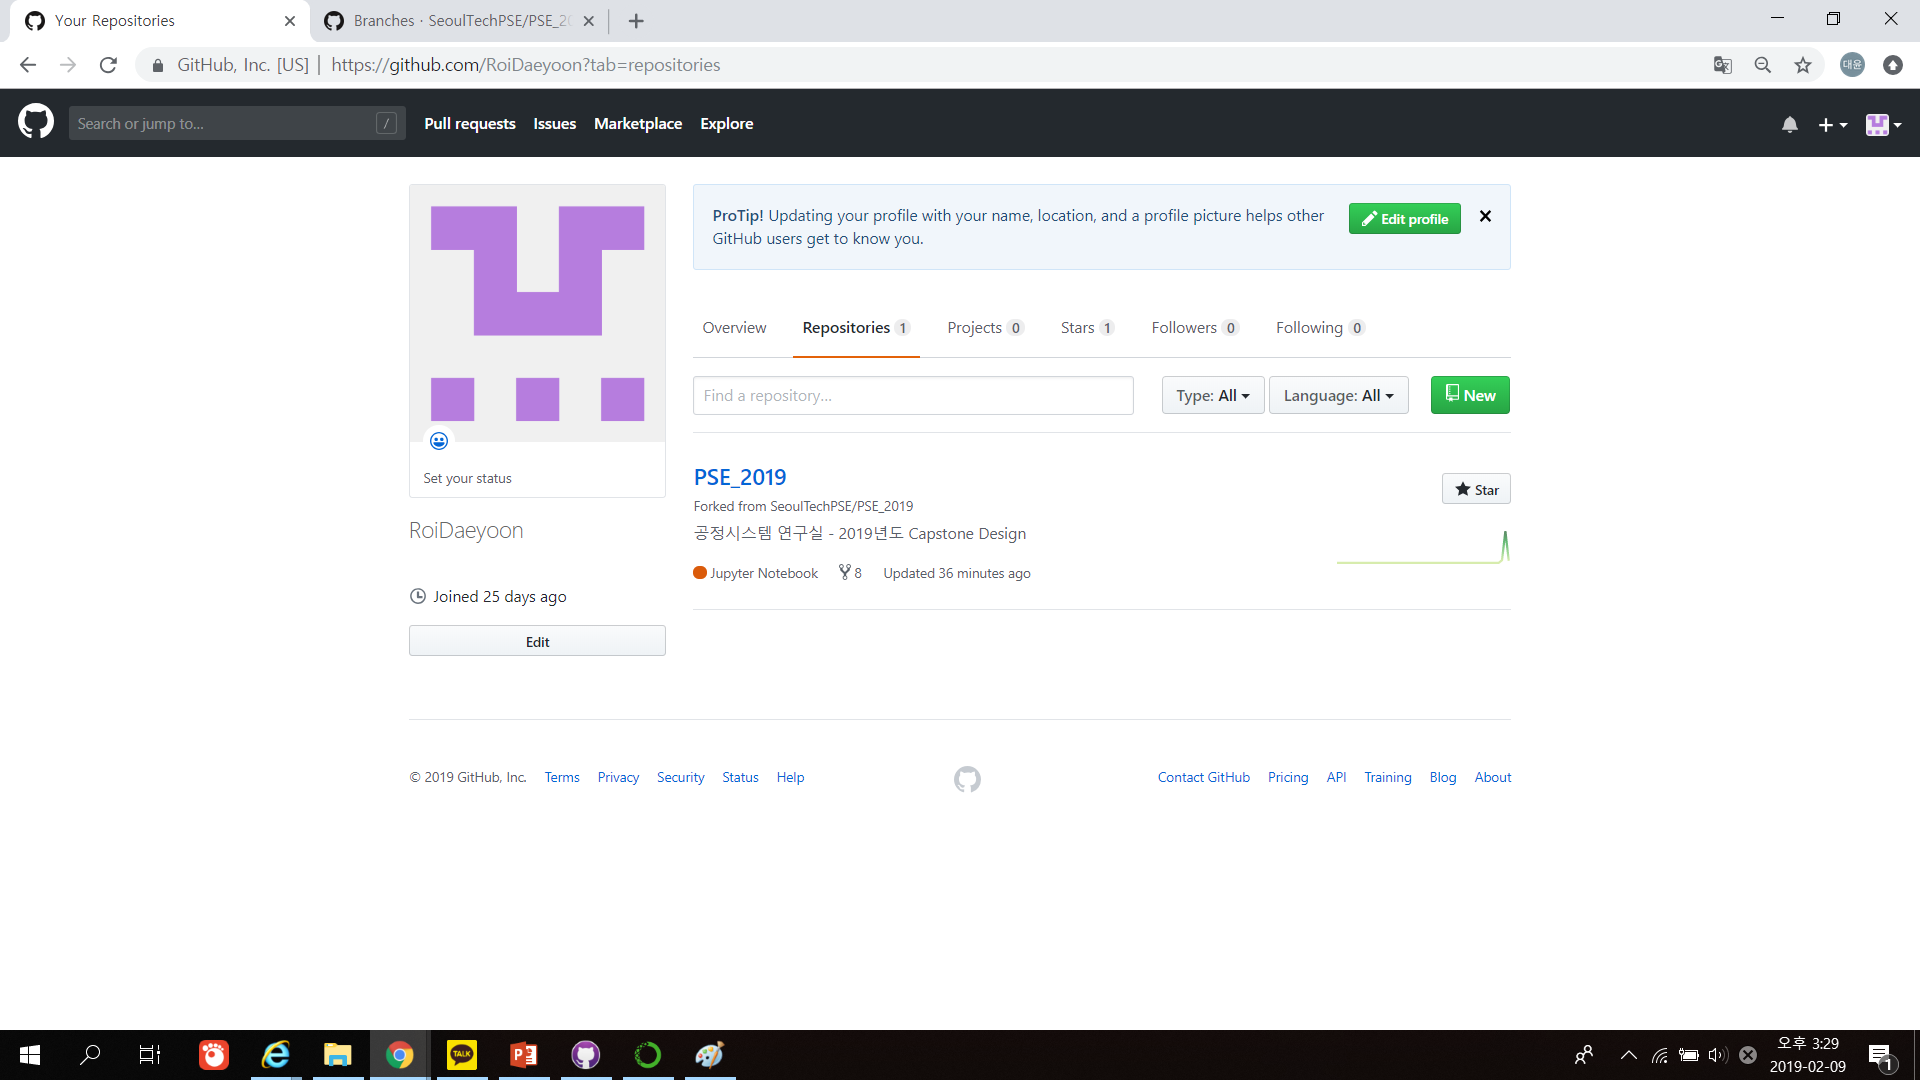 Your Repositories
Branches · SeoulTechPSE/PSE_20
GitHub, Inc. [US] | https://github.com/RoiDaeyoon?tab=repositories
대윤
Search or jump to... /
Pull requests Issues Marketplace Explore
ProTip! Updating your profile with your name, location, and a profile picture helps other
GitHub users get to know you.
Edit profile
Overview Repositories 1 Projects 0 Stars 1 Followers 0 Following 0
Find a repository...
Type: All Language: All New
Set your status
RoiDaeyoon
Joined 25 days ago
Edit
PSE_2019
Star
Forked from SeoulTechPSE/PSE_2019
공정시스템 연구실 - 2019년도 Capstone Design
Jupyter Notebook 8 Updated 36 minutes ago
© 2019 GitHub, Inc. Terms Privacy Security Status Help
Contact GitHub Pricing API Training Blog About
TALK
오후 3:29
2019-02-09
1